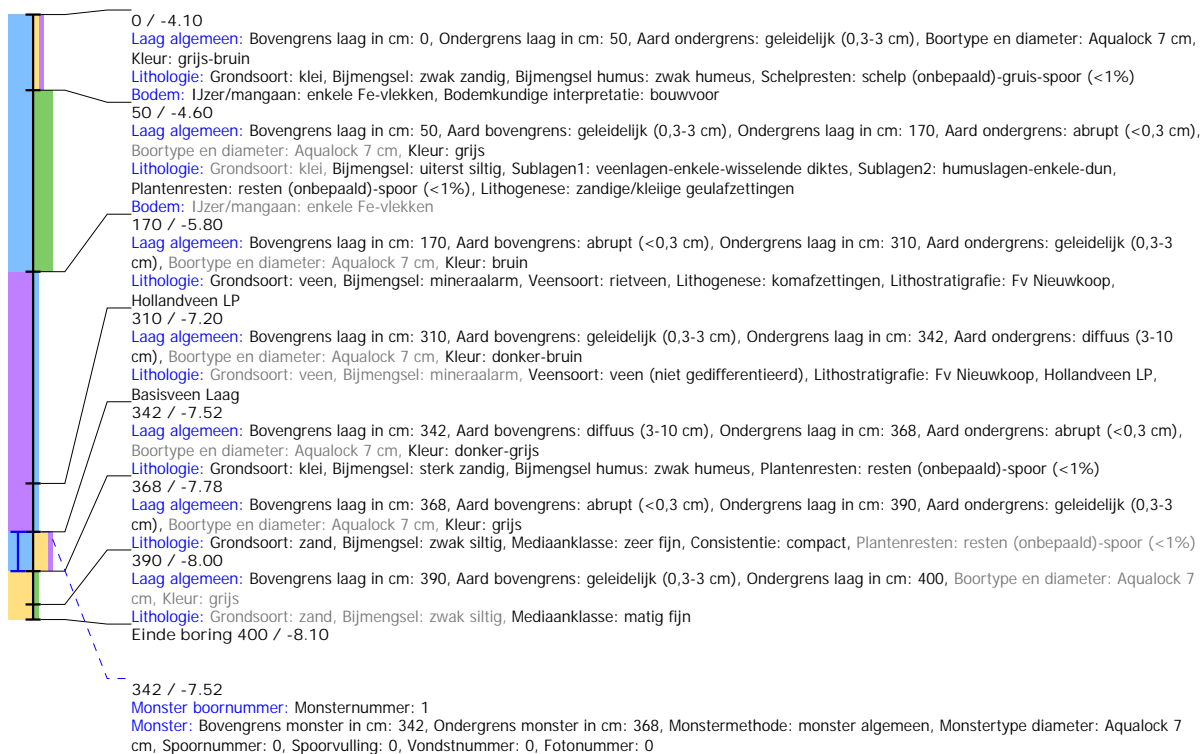 0 / -4.10
Laag algemeen: Bovengrens laag in cm: 0, Ondergrens laag in cm: 50, Aard ondergrens: geleidelijk (0,3-3 cm), Boortype en diameter: Aqualock 7 cm,
Kleur: grijs-bruin
Lithologie: Grondsoort: klei, Bijmengsel: zwak zandig, Bijmengsel humus: zwak humeus, Schelpresten: schelp (onbepaald)-gruis-spoor (<1%)
Bodem: IJzer/mangaan: enkele Fe-vlekken, Bodemkundige interpretatie: bouwvoor
50 / -4.60
Laag algemeen: Bovengrens laag in cm: 50, Aard bovengrens: geleidelijk (0,3-3 cm), Ondergrens laag in cm: 170, Aard ondergrens: abrupt (<0,3 cm),
Boortype en diameter: Aqualock 7 cm, Kleur: grijs
Lithologie: Grondsoort: klei, Bijmengsel: uiterst siltig, Sublagen1: veenlagen-enkele-wisselende diktes, Sublagen2: humuslagen-enkele-dun,
Plantenresten: resten (onbepaald)-spoor (<1%), Lithogenese: zandige/kleiige geulafzettingen
Bodem: IJzer/mangaan: enkele Fe-vlekken
170 / -5.80
Laag algemeen: Bovengrens laag in cm: 170, Aard bovengrens: abrupt (<0,3 cm), Ondergrens laag in cm: 310, Aard ondergrens: geleidelijk (0,3-3
cm), Boortype en diameter: Aqualock 7 cm, Kleur: bruin
Lithologie: Grondsoort: veen, Bijmengsel: mineraalarm, Veensoort: rietveen, Lithogenese: komafzettingen, Lithostratigrafie: Fv Nieuwkoop,
Hollandveen LP
310 / -7.20
Laag algemeen: Bovengrens laag in cm: 310, Aard bovengrens: geleidelijk (0,3-3 cm), Ondergrens laag in cm: 342, Aard ondergrens: diffuus (3-10
cm), Boortype en diameter: Aqualock 7 cm, Kleur: donker-bruin
Lithologie: Grondsoort: veen, Bijmengsel: mineraalarm, Veensoort: veen (niet gedifferentieerd), Lithostratigrafie: Fv Nieuwkoop, Hollandveen LP,
Basisveen Laag
342 / -7.52
Laag algemeen: Bovengrens laag in cm: 342, Aard bovengrens: diffuus (3-10 cm), Ondergrens laag in cm: 368, Aard ondergrens: abrupt (<0,3 cm),
Boortype en diameter: Aqualock 7 cm, Kleur: donker-grijs
Lithologie: Grondsoort: klei, Bijmengsel: sterk zandig, Bijmengsel humus: zwak humeus, Plantenresten: resten (onbepaald)-spoor (<1%)
368 / -7.78
Laag algemeen: Bovengrens laag in cm: 368, Aard bovengrens: abrupt (<0,3 cm), Ondergrens laag in cm: 390, Aard ondergrens: geleidelijk (0,3-3
cm), Boortype en diameter: Aqualock 7 cm, Kleur: grijs
Lithologie: Grondsoort: zand, Bijmengsel: zwak siltig, Mediaanklasse: zeer fijn, Consistentie: compact, Plantenresten: resten (onbepaald)-spoor (<1%)
390 / -8.00
Laag algemeen: Bovengrens laag in cm: 390, Aard bovengrens: geleidelijk (0,3-3 cm), Ondergrens laag in cm: 400, Boortype en diameter: Aqualock 7
cm, Kleur: grijs
Lithologie: Grondsoort: zand, Bijmengsel: zwak siltig, Mediaanklasse: matig fijn
Einde boring 400 / -8.10
342 / -7.52
Monster boornummer: Monsternummer: 1
Monster: Bovengrens monster in cm: 342, Ondergrens monster in cm: 368, Monstermethode: monster algemeen, Monstertype diameter: Aqualock 7
cm, Spoornummer: 0, Spoorvulling: 0, Vondstnummer: 0, Fotonummer: 0